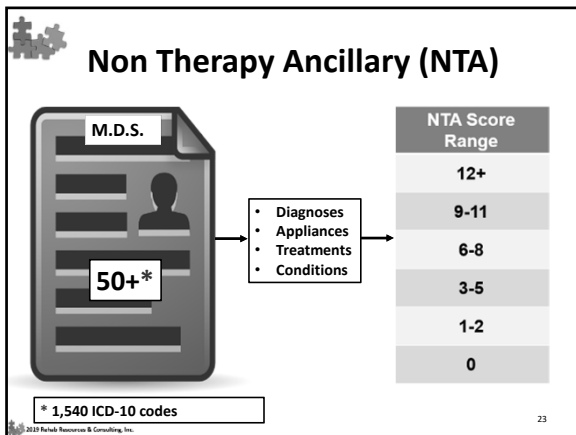 Non Therapy Ancillary (NTA)
M.D.S.
50+*
• Diagnoses
• Appliances
• Treatments
• Conditions
NTA Score
Range
12+
9-11
6-8
3-5
1-2
0
* 1,540 ICD-10 codes
23
2019 Rehab Resources & Consulting, Inc.